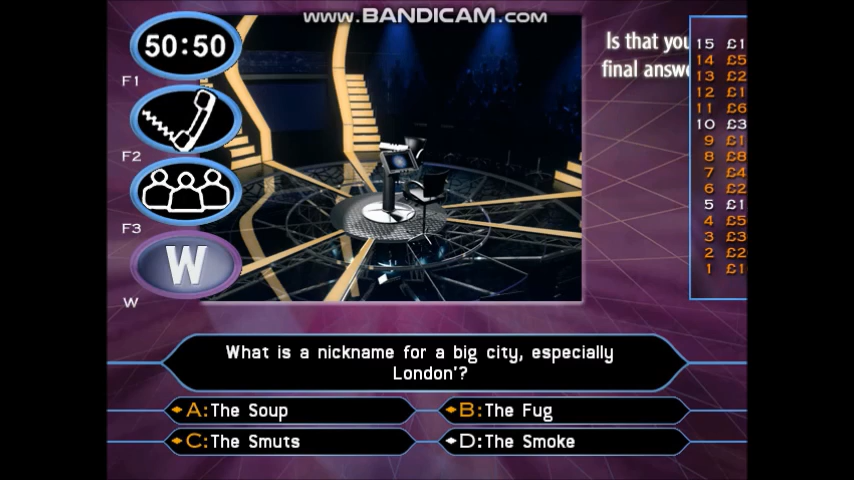 www.BANDICAM.com
50:50
F1
F2
F3
W
W
Is that you
final answe
15 £1
14 £5
13 £2
12 £1
11 £6
10 £3
9 £1
8 £8
7 £4
6 £2
5 £1
4 £5
3 £3
2 £2
1 £1
What is a nickname for a big city, especially
London'?
A:The Soup
B:The Fug
C:The Smuts
D:The Smoke